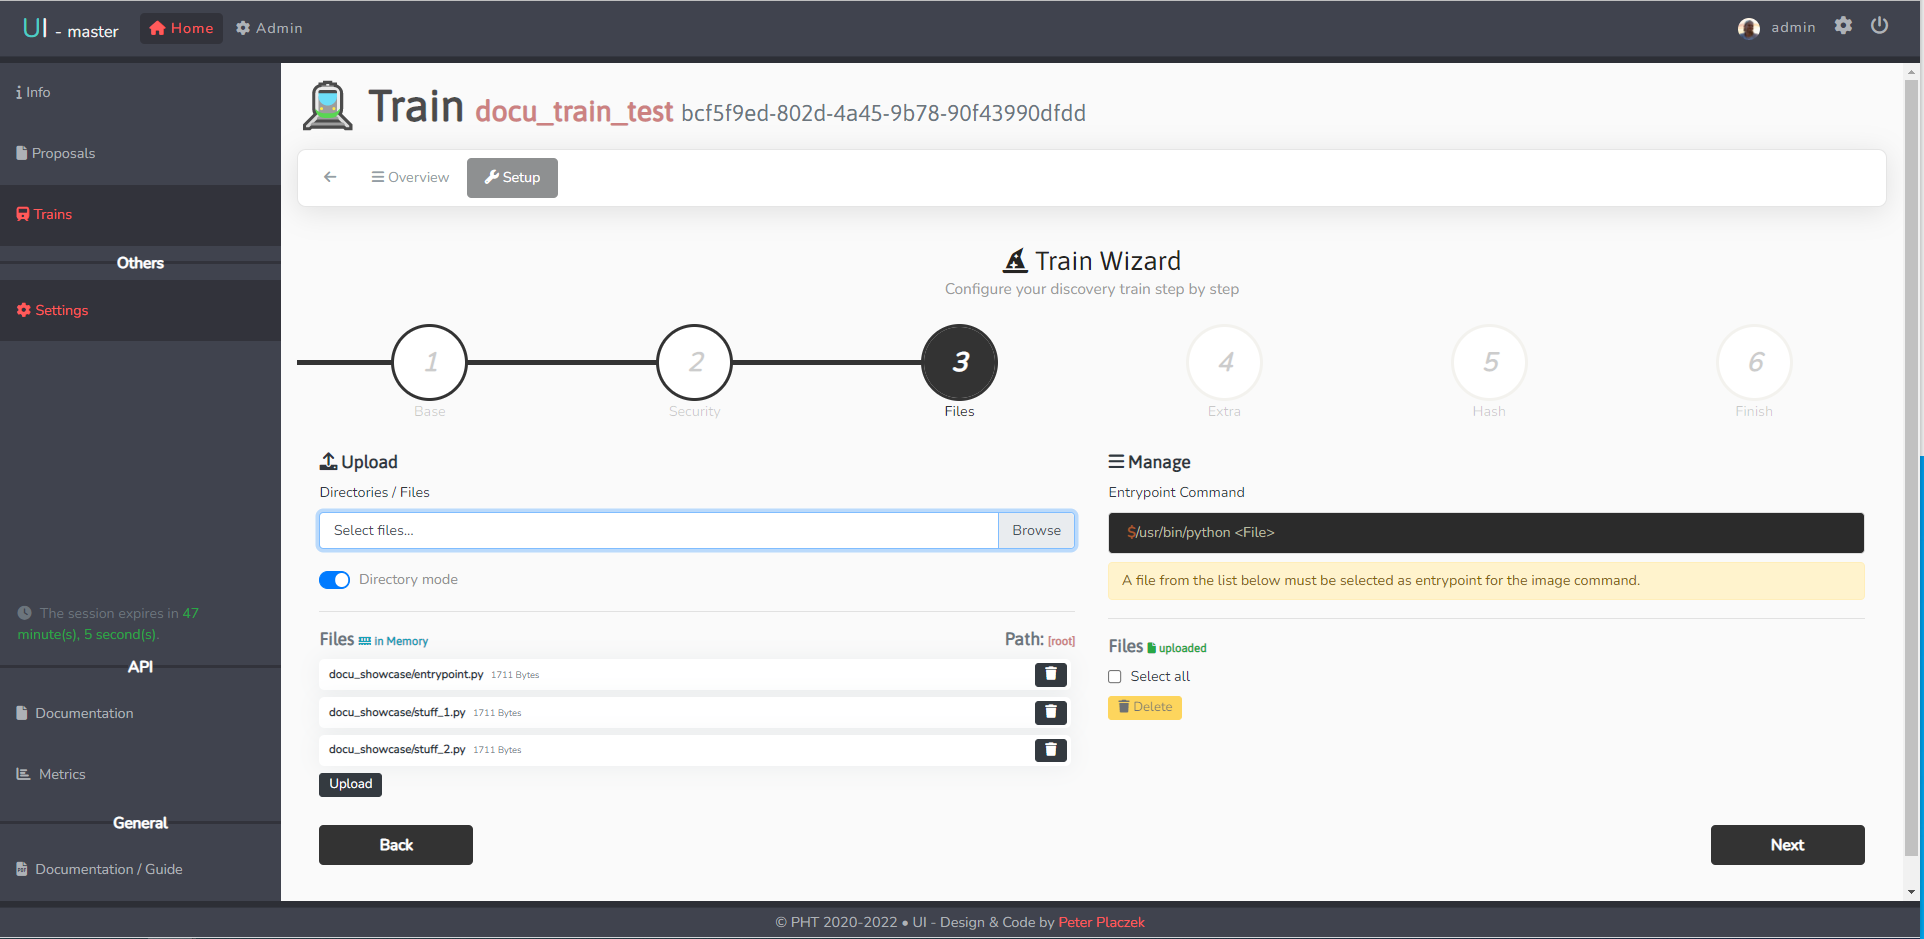 UI - master
Home
Admin
admin
Info
Proposals
Trains
Others
Settings
The session expires in 47
minute(s), 5 second(s).
API
Documentation
Metrics
General
Documentation / Guide
Train docu_train_test bcf5f9ed-802d-4a45-9b78-90f43990dfdd
Overview
Setup
Train Wizard
Configure your discovery train step by step
1
2
3
4
5
6
Base
Security
Files
Extra
Hash
Finish
Upload
Directories / Files
Select files...
Browse
Directory mode
Files in Memory
Path: [root]
docu_showcase/entrypoint.py 1711 Bytes
docu_showcase/stuff_1.py 1711 Bytes
docu_showcase/stuff_2.py 1711 Bytes
Upload
Manage
Entrypoint Command
$/usr/bin/python <File>
A file from the list below must be selected as entrypoint for the image command.
Files uploaded
Select all
Delete
Back
Next
© PHT 2020-2022 • UI - Design & Code by Peter Placzek